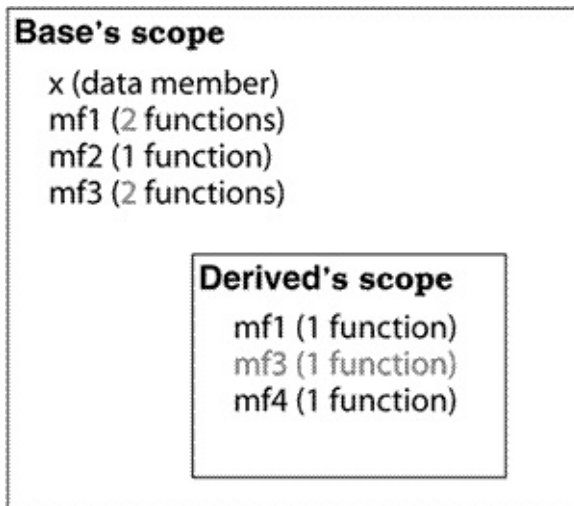 Base's scope
x (data member)
mf1 (2 functions)
mf2 (1 function)
mf3 (2 functions)
Derived's scope
mf1 (1 function)
mf3 (1 function)
mf4 (1 function)